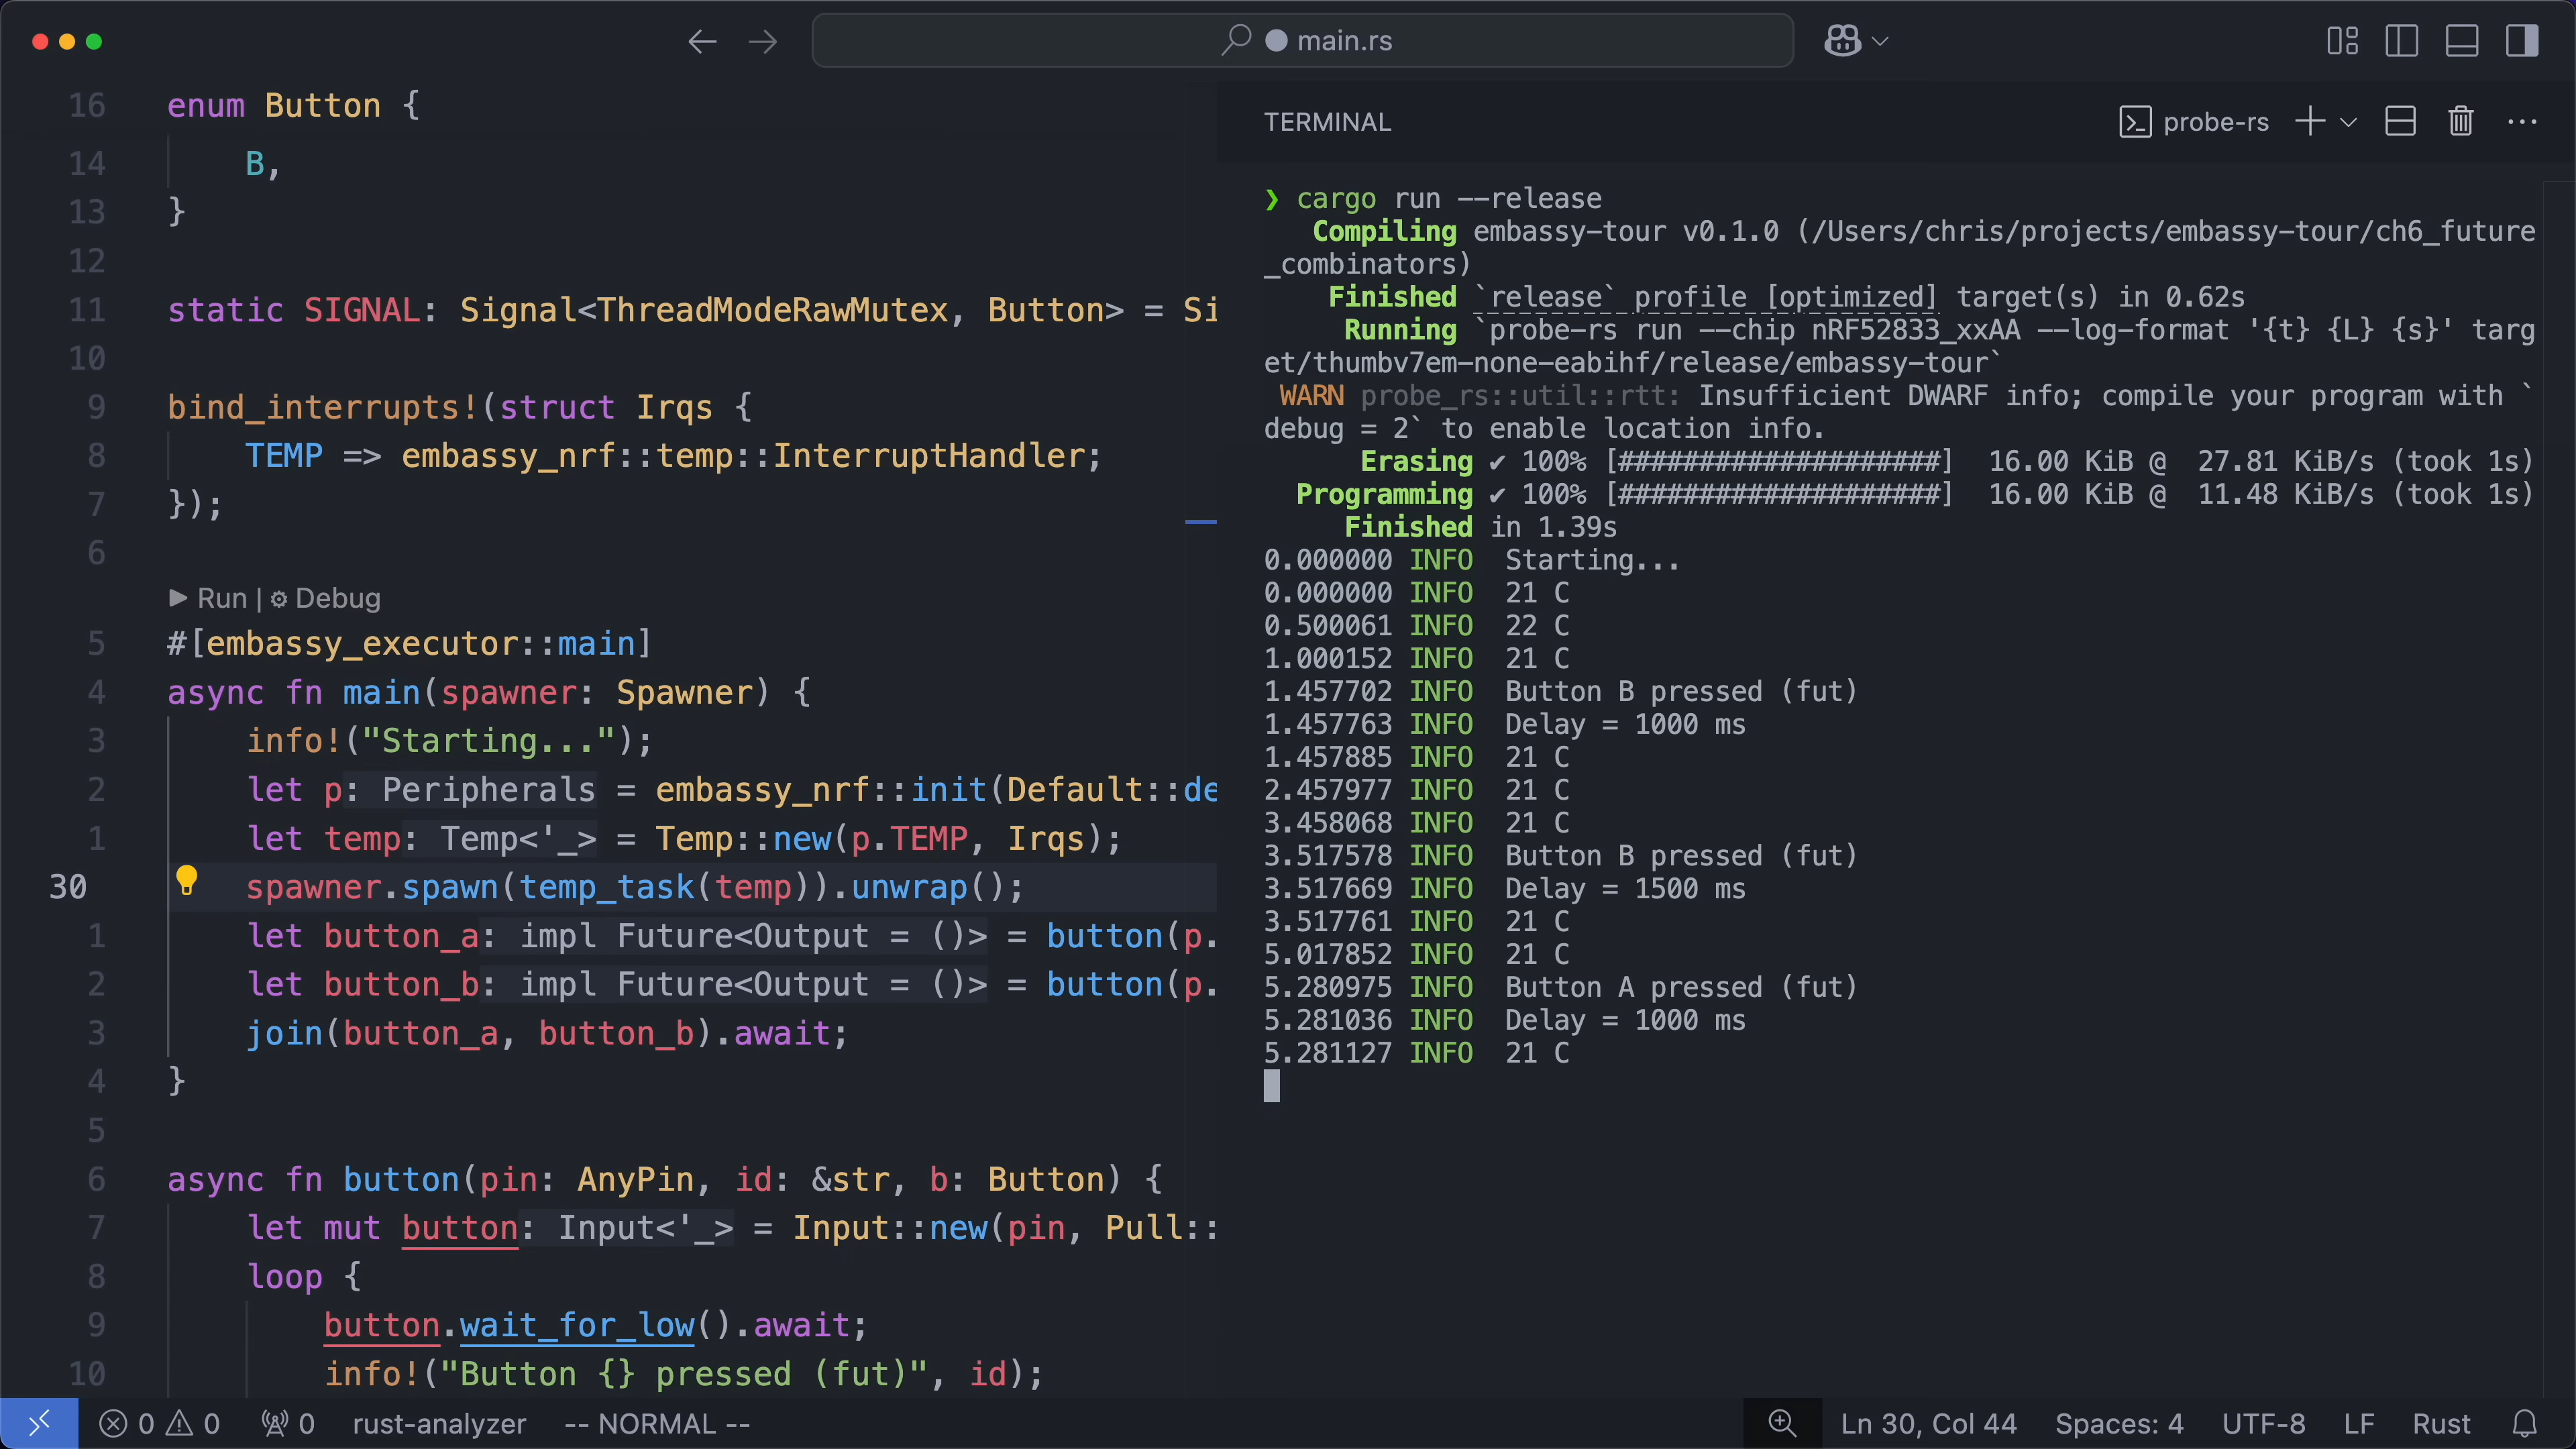 main.rs
16 enum Button {
14 B,
13 }
12
11 static SIGNAL: Signal<ThreadModeRawMutex, Button> = Si
10
9 bind_interrupts!(struct Irqs {
8 TEMP => embassy_nrf::temp::InterruptHandler;
7 });
6
Run | Debug
5 #[embassy_executor::main]
4 async fn main(spawner: Spawner) {
3 info!("Starting...");
2 let p: Peripherals = embassy_nrf::init(Default::de
1 let temp: Temp<'_> = Temp::new(p.TEMP, Irqs);
30 spawner.spawn(temp_task(temp)).unwrap();
1 let button_a: impl Future<Output = ()> = button(p.
2 let button_b: impl Future<Output = ()> = button(p.
3 join(button_a, button_b).await;
4 }
5
6 async fn button(pin: AnyPin, id: &str, b: Button) {
7 let mut button: Input<'_> = Input::new(pin, Pull::
8 loop {
9 button.wait_for_low().await;
10 info!("Button {} pressed (fut)", id);
TERMINAL
probe-rs
❯ cargo run --release
Compiling embassy-tour v0.1.0 (/Users/chris/projects/embassy-tour/ch6_future
_combinators)
Finished `release` profile [optimized] target(s) in 0.62s
Running `probe-rs run --chip nRF52833_xxAA --log-format '{t} {L} {s}' targ
et/thumbv7em-none-eabihf/release/embassy-tour`
WARN probe_rs::util::rtt: Insufficient DWARF info; compile your program with `
debug = 2` to enable location info.
Erasing ✔ 100% [####################] 16.00 KiB @ 27.81 KiB/s (took 1s)
Programming ✔ 100% [####################] 16.00 KiB @ 11.48 KiB/s (took 1s)
Finished in 1.39s
0.000000 INFO Starting...
0.000000 INFO 21 C
0.500061 INFO 22 C
1.000152 INFO 21 C
1.457702 INFO Button B pressed (fut)
1.457763 INFO Delay = 1000 ms
1.457885 INFO 21 C
2.457977 INFO 21 C
3.458068 INFO 21 C
3.517578 INFO Button B pressed (fut)
3.517669 INFO Delay = 1500 ms
3.517761 INFO 21 C
5.017852 INFO 21 C
5.280975 INFO Button A pressed (fut)
5.281036 INFO Delay = 1000 ms
5.281127 INFO 21 C
0 0 0 rust-analyzer -- NORMAL -- Ln 30, Col 44 Spaces: 4 UTF-8 LF Rust